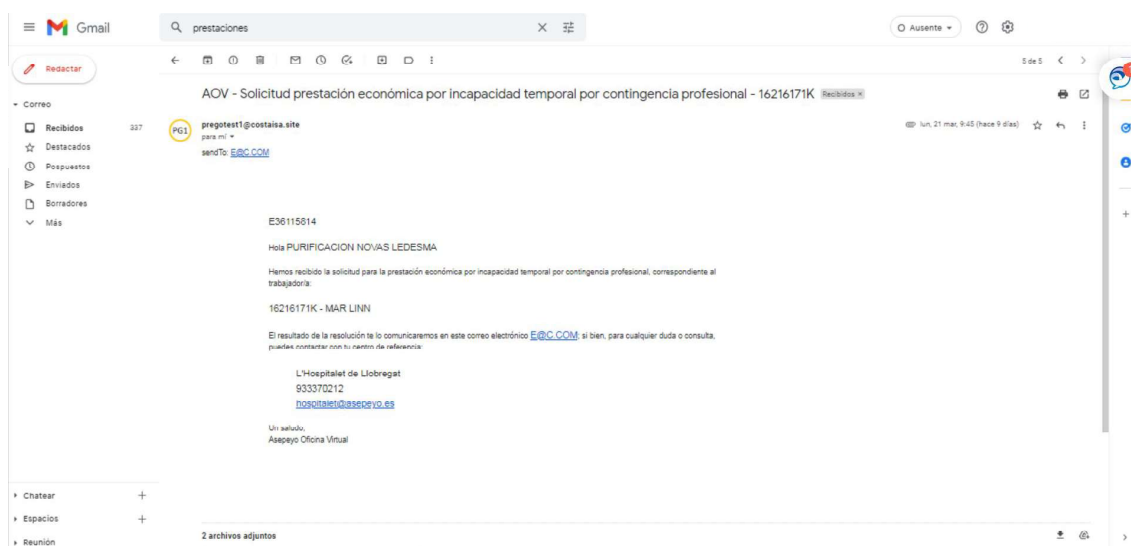 Gmail
prestaciones
Ausente
Redactar
5 de 5
AOV - Solicitud prestación económica por incapacidad temporal por contingencia profesional - 16216171K Recibidos ×
Correo
Recibidos 337
Destacados
Pospuestos
Enviados
Borradores
Más
PG1
pregotest1@costaisa.site
lun, 21 mar, 9:45 (hace 9 días)
para mí
sendTo: E@C.COM
E36115814
Hola PURIFICACION NOVAS LEDESMA
Hemos recibido la solicitud para la prestación económica por incapacidad temporal por contingencia profesional, correspondiente al
trabajador/a:
16216171K - MAR LINN
El resultado de la resolución te lo comunicaremos en este correo electrónico E@C.COM; si bien, para cualquier duda o consulta,
puedes contactar con tu centro de referencia:
L'Hospitalet de Llobregat
933370212
hospitalet@asepeyo.es
Un saludo,
Asepeyo Oficina Virtual
Chatear
Espacios
Reunión
2 archivos adjuntos